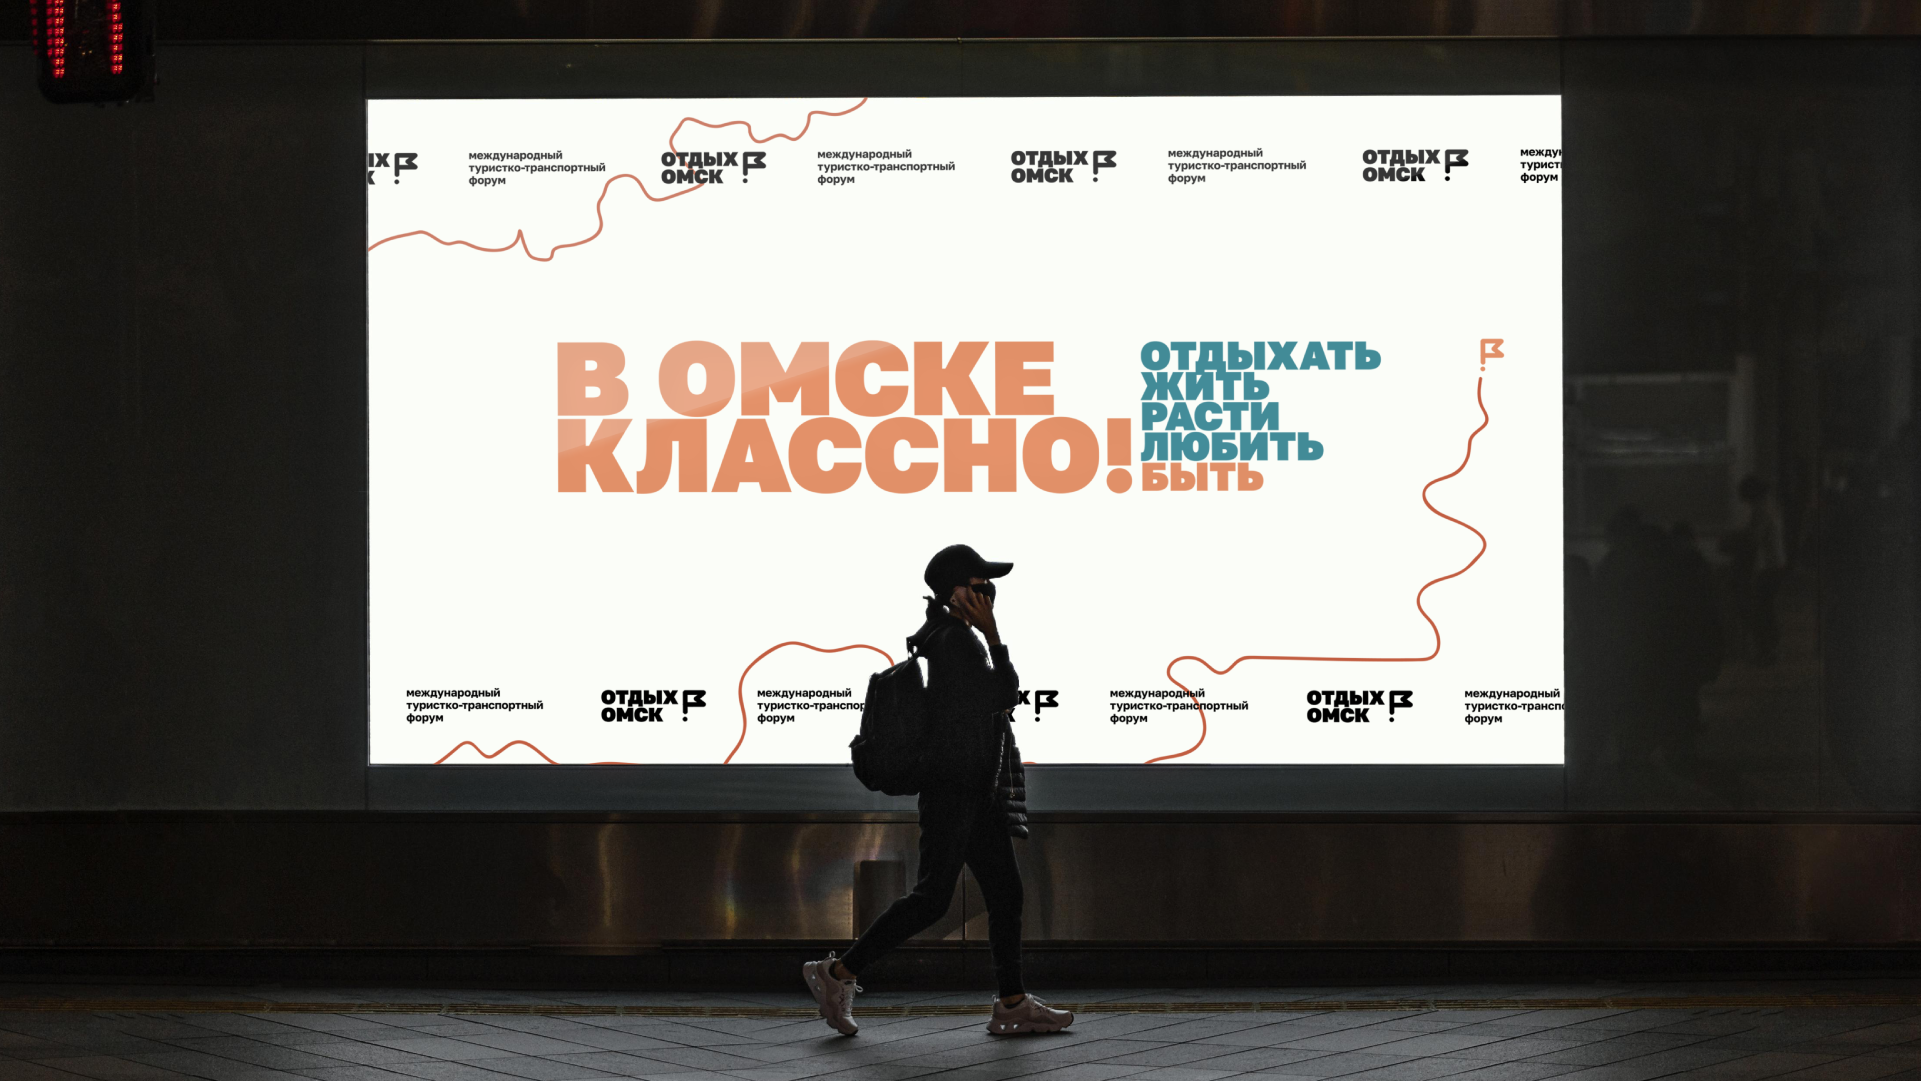 международный
туристко-транспортный
форум
ОТДЫХ
ОМСК
международный
туристко-транспортный
форум
ОТДЫХ
ОМСК
международный
туристко-транспортный
форум
ОТДЫХ
ОМСК
форум
В ОМСКЕ
КЛАССНО!
ОТДЫХАТЬ
ЖИТЬ
РАСТИ
ЛЮБИТЬ
БЫТЬ
международный
туристко-транспортный
форум
ОТДЫХ
ОМСК
международный
форум
международный
туристко-транспортный
форум
ОТДЫХ
ОМСК
международный
форум